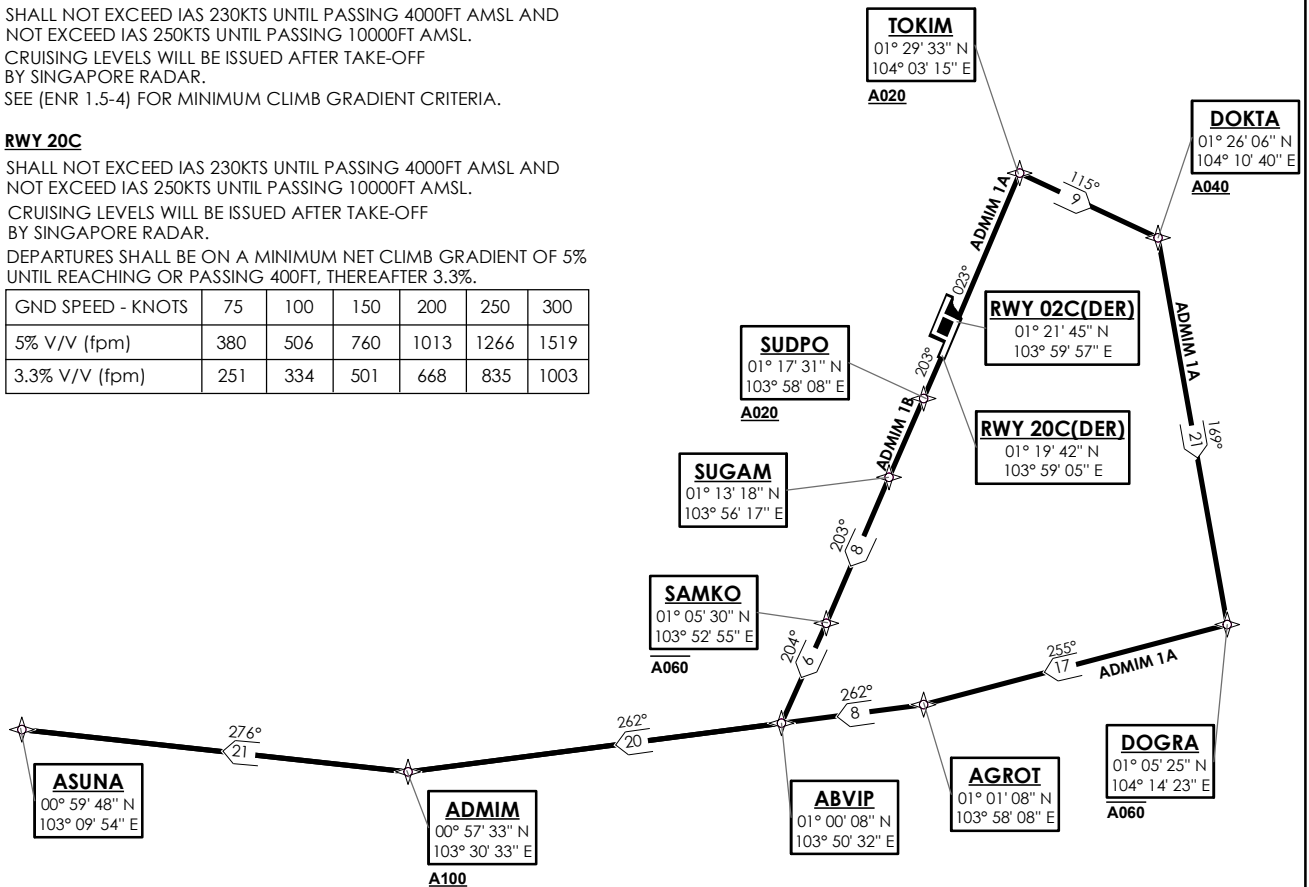 SHALL NOT EXCEED IAS 230KTS UNTIL PASSING 4000FT AMSL AND
NOT EXCEED IAS 250KTS UNTIL PASSING 10000FT AMSL.
CRUISING LEVELS WILL BE ISSUED AFTER TAKE-OFF
BY SINGAPORE RADAR.
SEE (ENR 1.5-4) FOR MINIMUM CLIMB GRADIENT CRITERIA.
RWY 20C
SHALL NOT EXCEED IAS 230KTS UNTIL PASSING 4000FT AMSL AND
NOT EXCEED IAS 250KTS UNTIL PASSING 10000FT AMSL.
CRUISING LEVELS WILL BE ISSUED AFTER TAKE-OFF
BY SINGAPORE RADAR.
DEPARTURES SHALL BE ON A MINIMUM NET CLIMB GRADIENT OF 5%
UNTIL REACHING OR PASSING 400FT, THEREAFTER 3.3%.
GND SPEED - KNOTS 75 100 150 200 250 300
5% V/V (fpm) 380 506 760 1013 1266 1519
3.3% V/V (fpm) 251 334 501 668 835 1003
TOKIM
01° 29' 33" N
104° 03' 15" E
A020
DOKTA
01° 26' 06" N
104° 10' 40" E
A040
115°
9
ADMIM 1A
023°
RWY 02C(DER)
01° 21' 45" N
103° 59' 57" E
ADMIM 1A
SUDPO
01° 17' 31" N
103° 58' 08" E
A020
203°
RWY 20C(DER)
01° 19' 42" N
103° 59' 05" E
ADMIM 1B
169°
21
SUGAM
01° 13' 18" N
103° 56' 17" E
203°
8
SAMKO
01° 05' 30" N
103° 52' 55" E
A060
204°
6
255°
17
ADMIM 1A
262°
8
262°
20
276°
21
DOGRA
01° 05' 25" N
104° 14' 23" E
A060
AGROT
01° 01' 08" N
103° 58' 08" E
ABVIP
01° 00' 08" N
103° 50' 32" E
ADMIM
00° 57' 33" N
103° 30' 33" E
A100
ASUNA
00° 59' 48" N
103° 09' 54" E